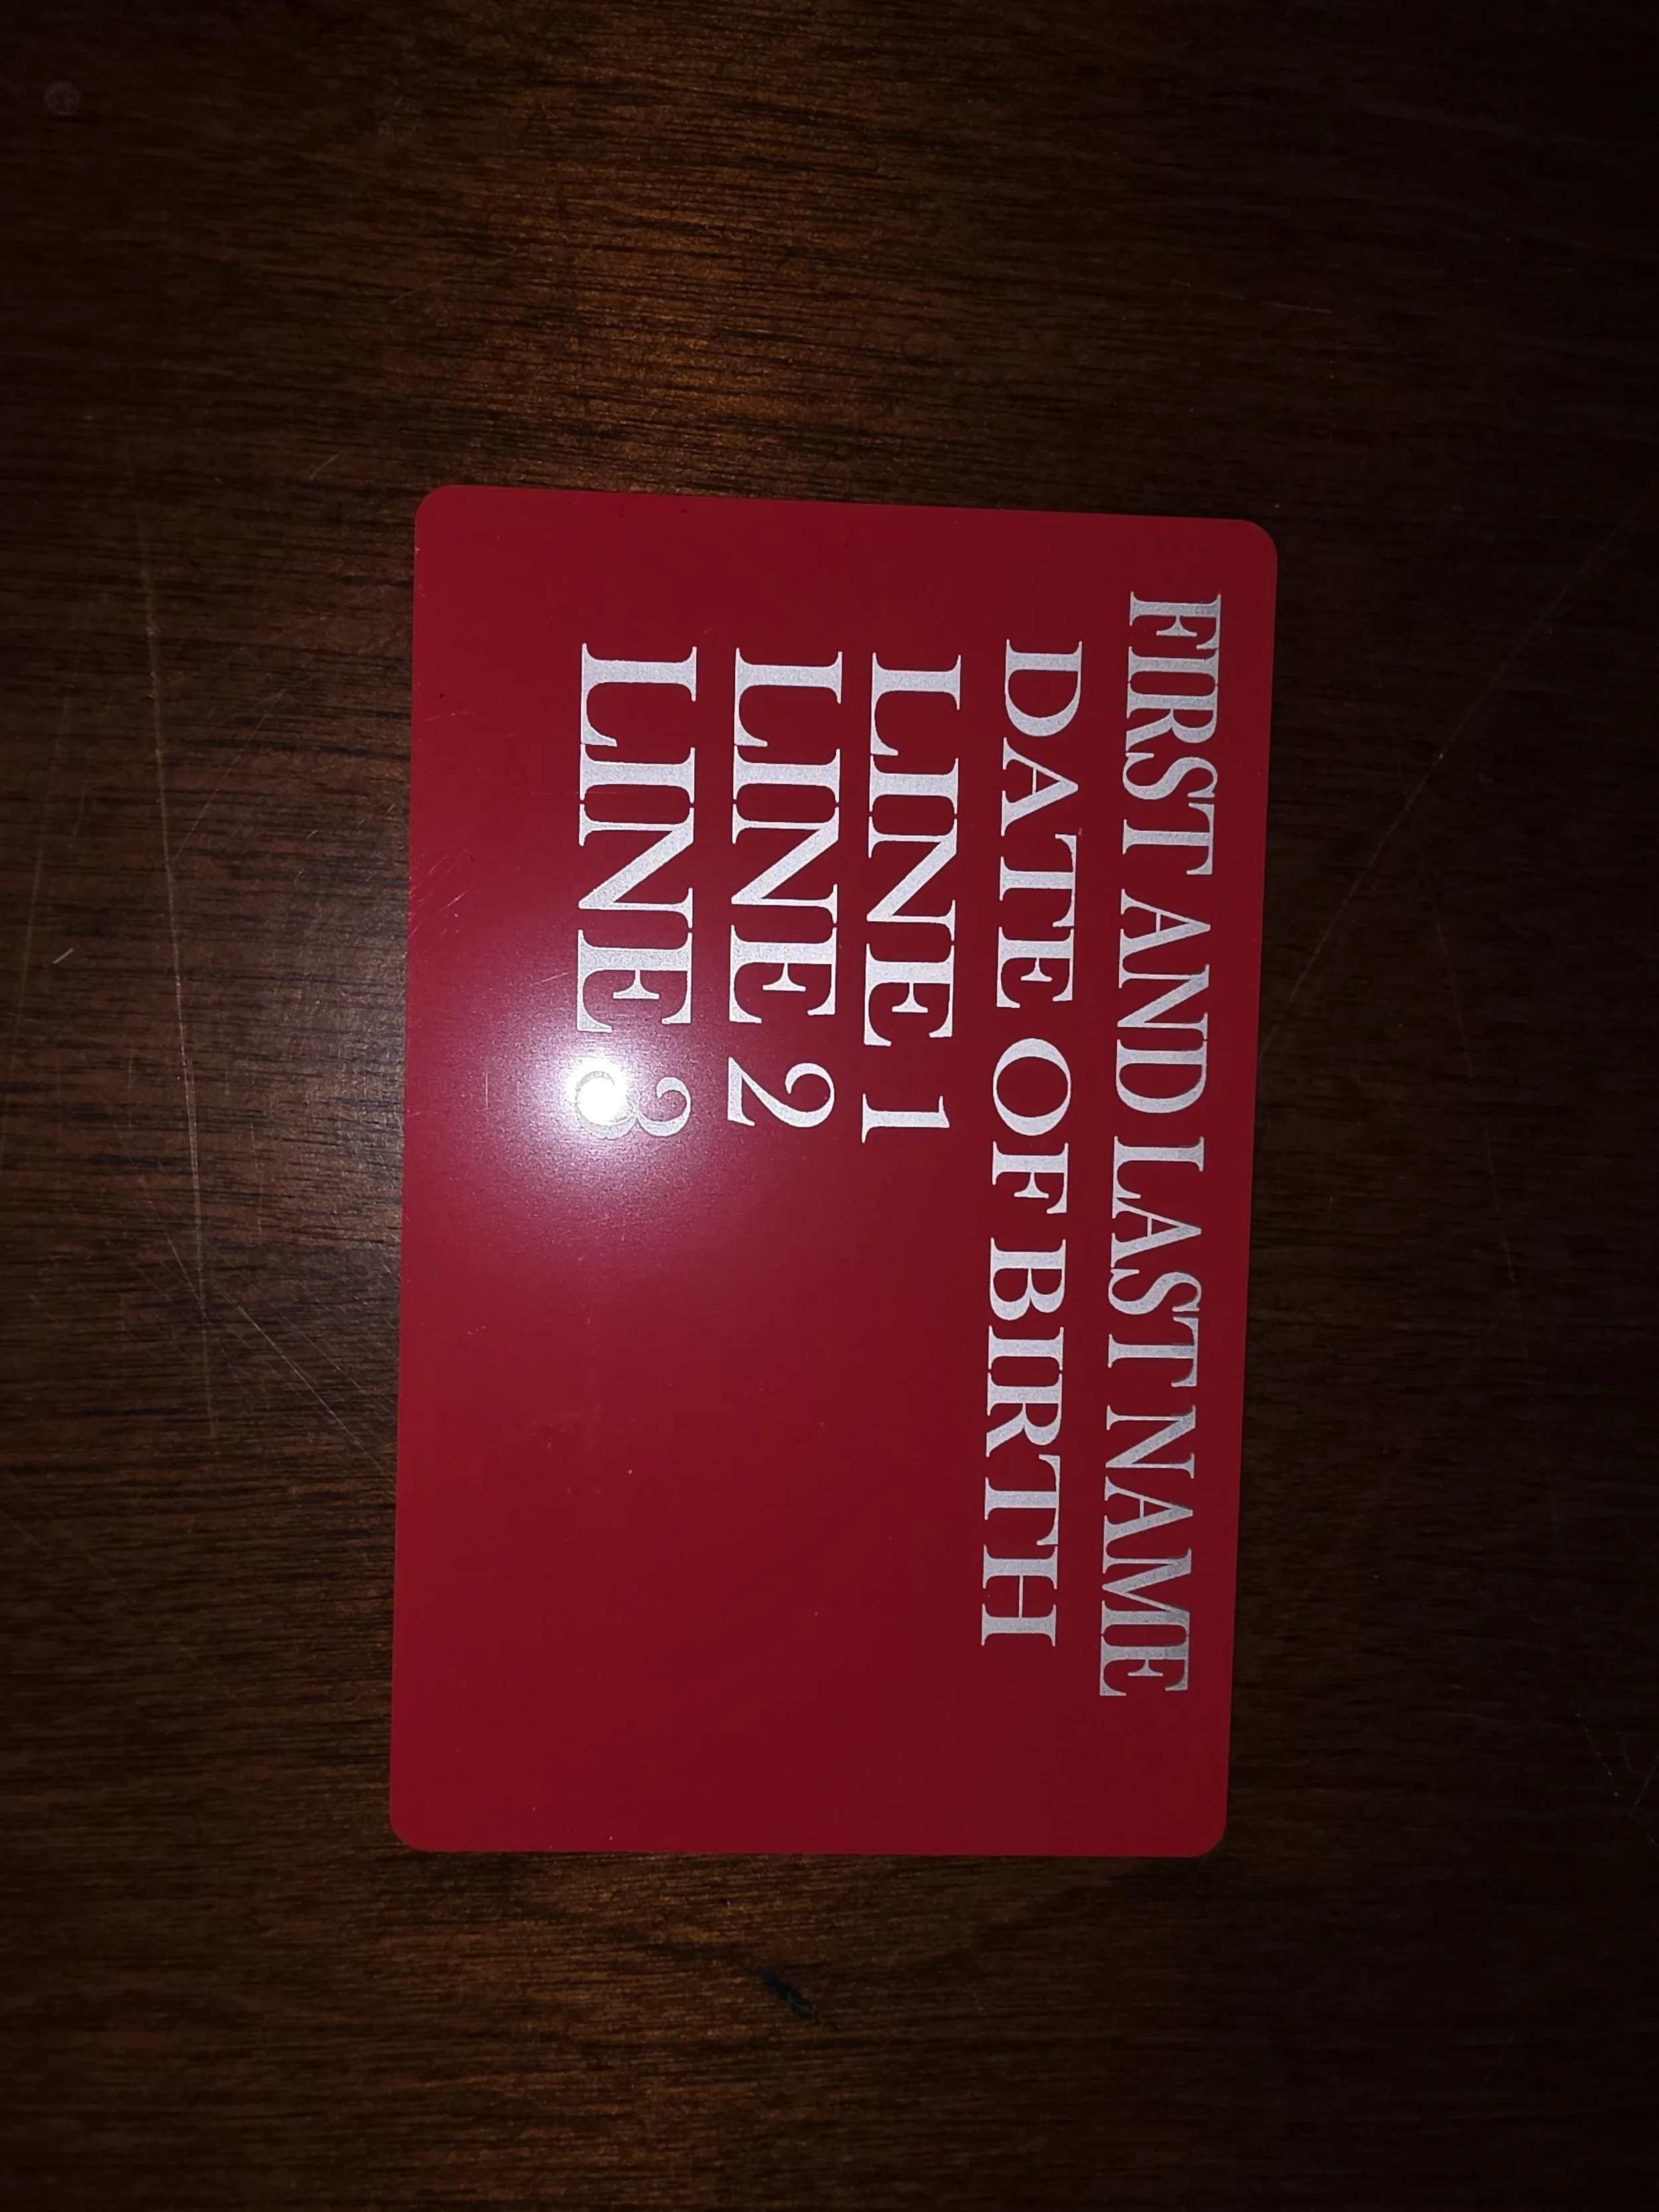 FIRST AND LAST NAME
DATE OF BIRTH
LINE 1
LINE 2
LINE 3